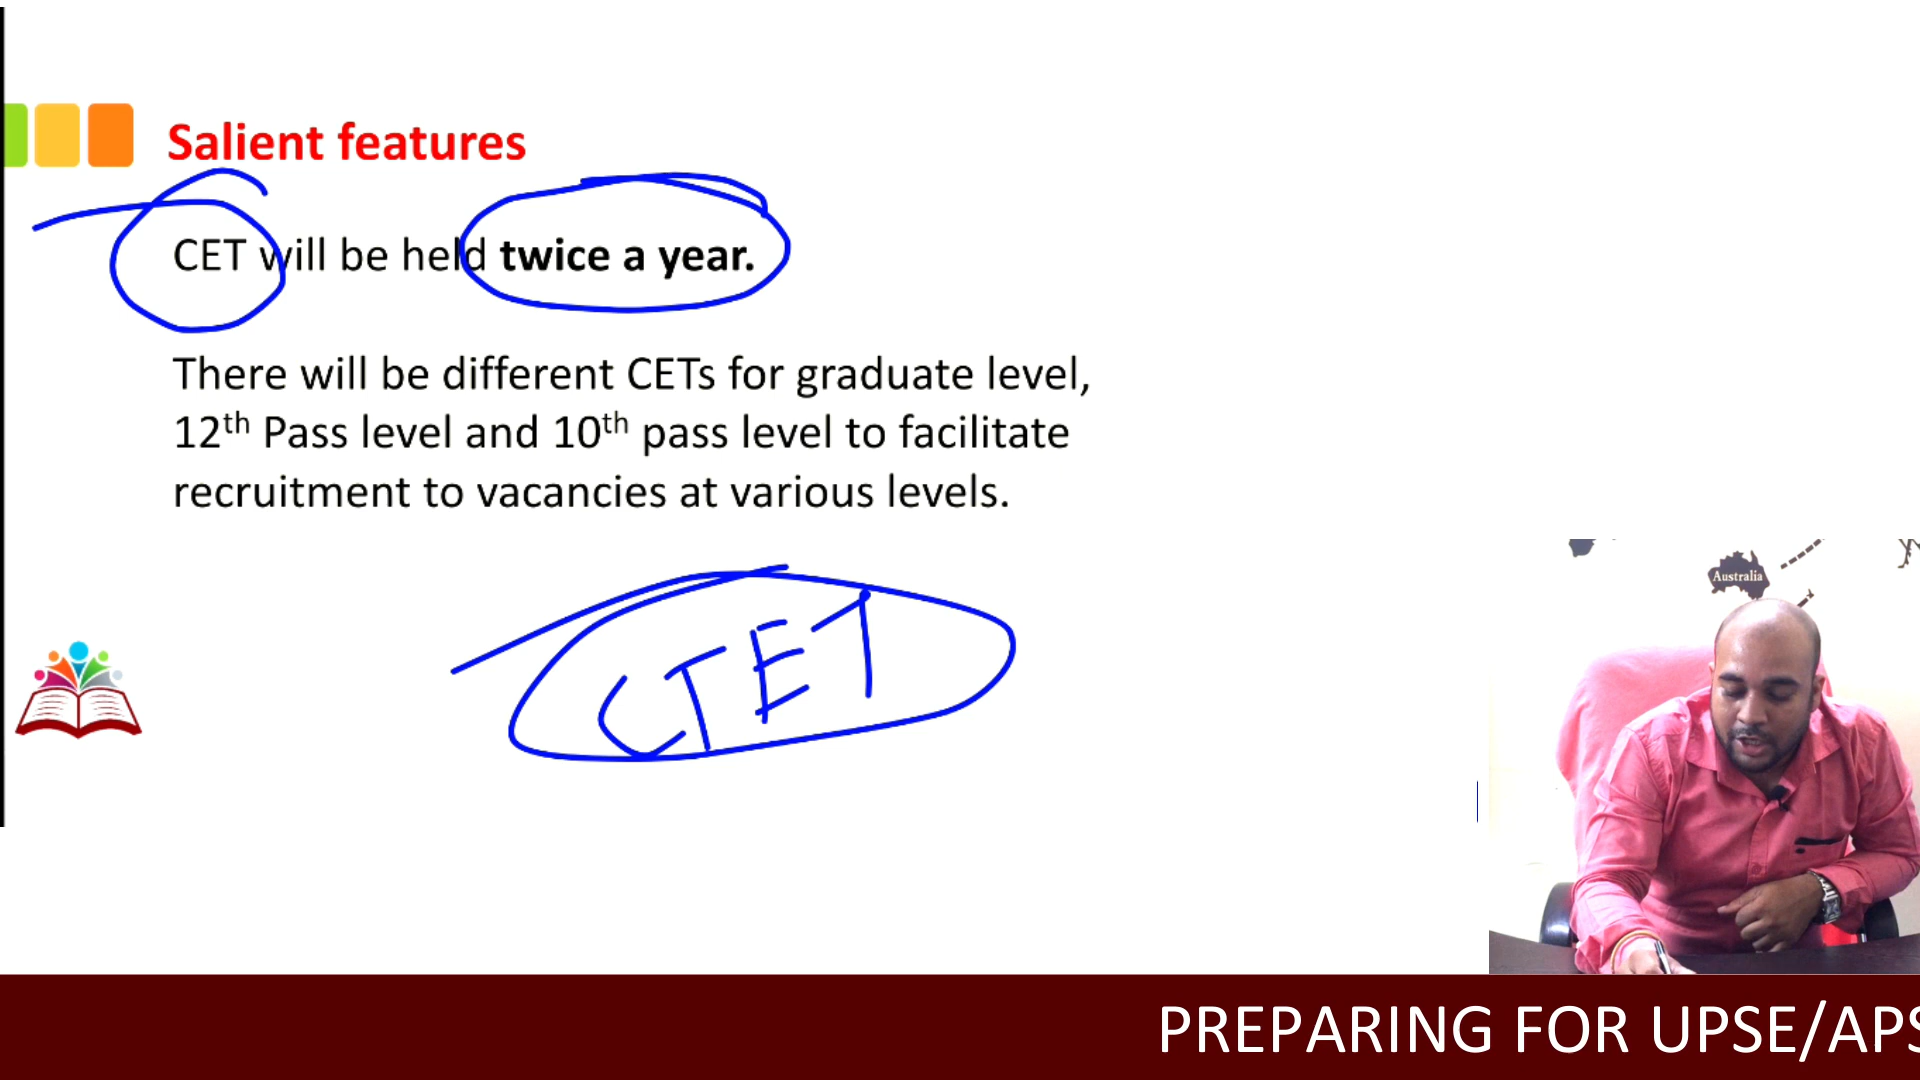 Salient features
CET will be held twice a year.
There will be different CETs for graduate level,
12th Pass level and 10th pass level to facilitate
recruitment to vacancies at various levels.
CTET
Australia
PREPARING FOR UPSE/APS